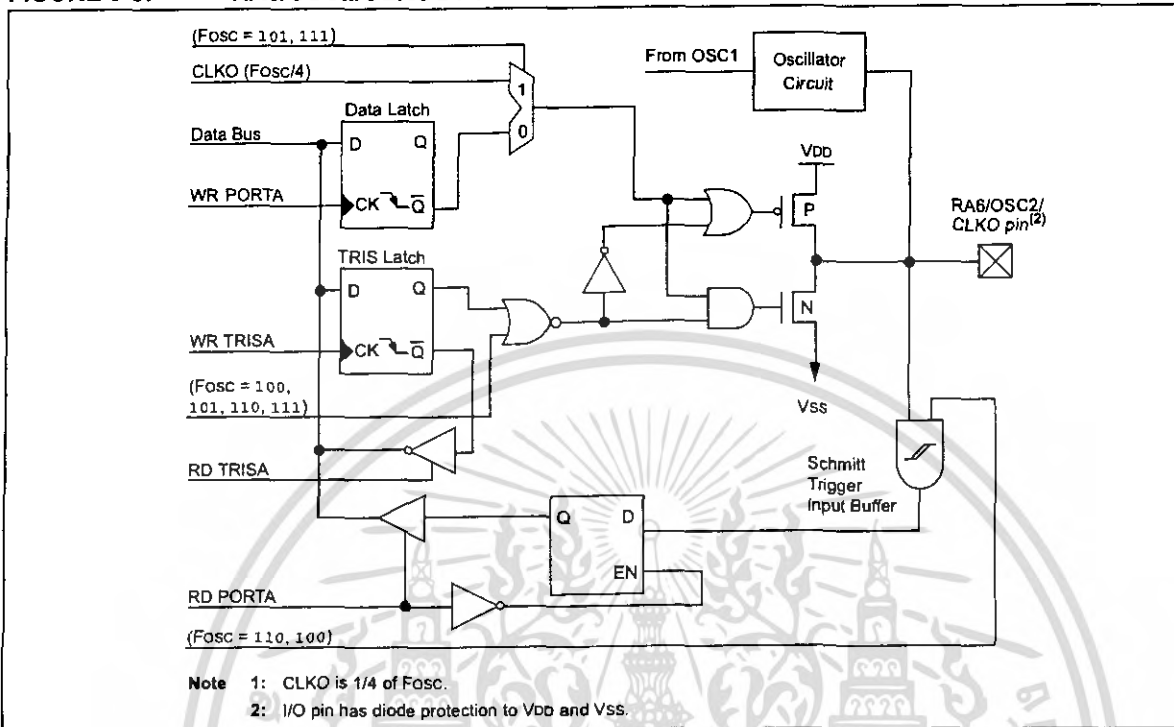 (Fosc = 101, 111)
CLKO (Fosc/4)
From OSC1
Oscillator
Circuit
1
0
Data Latch
Data Bus
D Q
WR PORTA
CK Q̅
VDD
P
RA6/OSC2/
CLKO pin(2)
TRIS Latch
D Q
N
WR TRISA
CK Q̅
(Fosc = 100,
101, 110, 111)
Vss
Schmitt
Trigger
Input Buffer
RD TRISA
Q D
EN
RD PORTA
(Fosc = 110, 100)
Note 1: CLKO is 1/4 of Fosc.
2: I/O pin has diode protection to VDD and Vss.